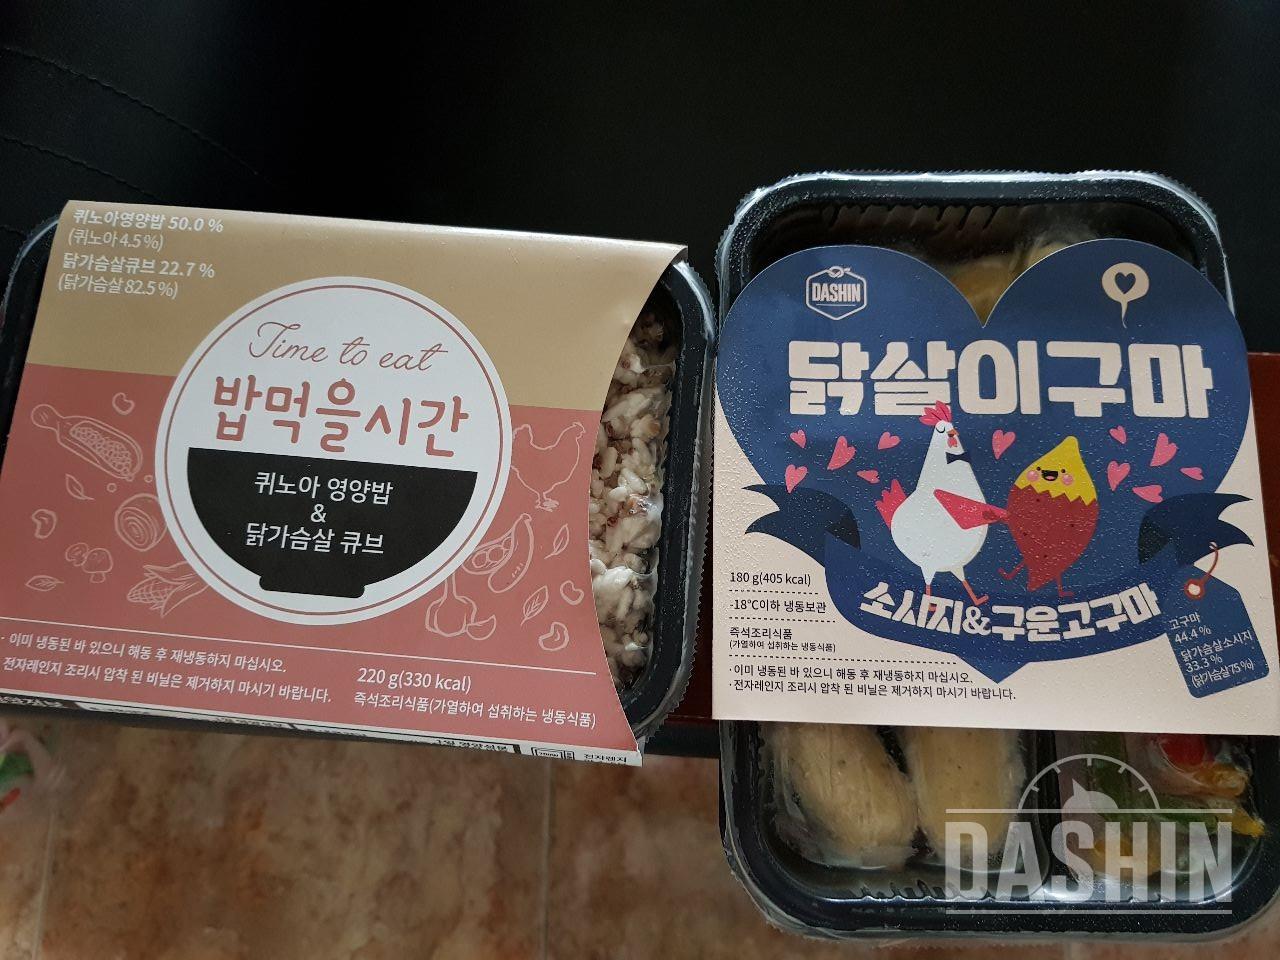 퀴노아영양밥 50.0 %
(퀴노아 4.5 %)
닭가슴살큐브 22.7 %
(닭가슴살 82.5 %)
Time to eat
밥먹을시간
퀴노아 영양밥
&
닭가슴살 큐브
· 이미 냉동된 바 있으니 해동 후 재냉동하지 마십시오.
전자레인지 조리시 압착 된 비닐은 제거하지 마시기 바랍니다.
220 g(330 kcal)
즉석조리식품(가열하여 섭취하는 냉동식품)
전자렌지
DASHIN
닭살이구마
소시지&구운고구마
180 g(405 kcal)
-18℃이하 냉동보관
즉석조리식품
(가열하여 섭취하는 냉동식품)
· 이미 냉동된 바 있으니 해동 후 재냉동하지 마십시오.
· 전자레인지 조리시 압착 된 비닐은 제거하지 마시기 바랍니다.
고구마
44.4 %
닭가슴살 소시지
33.3 %
(닭가슴살 75 %)
DASHIN